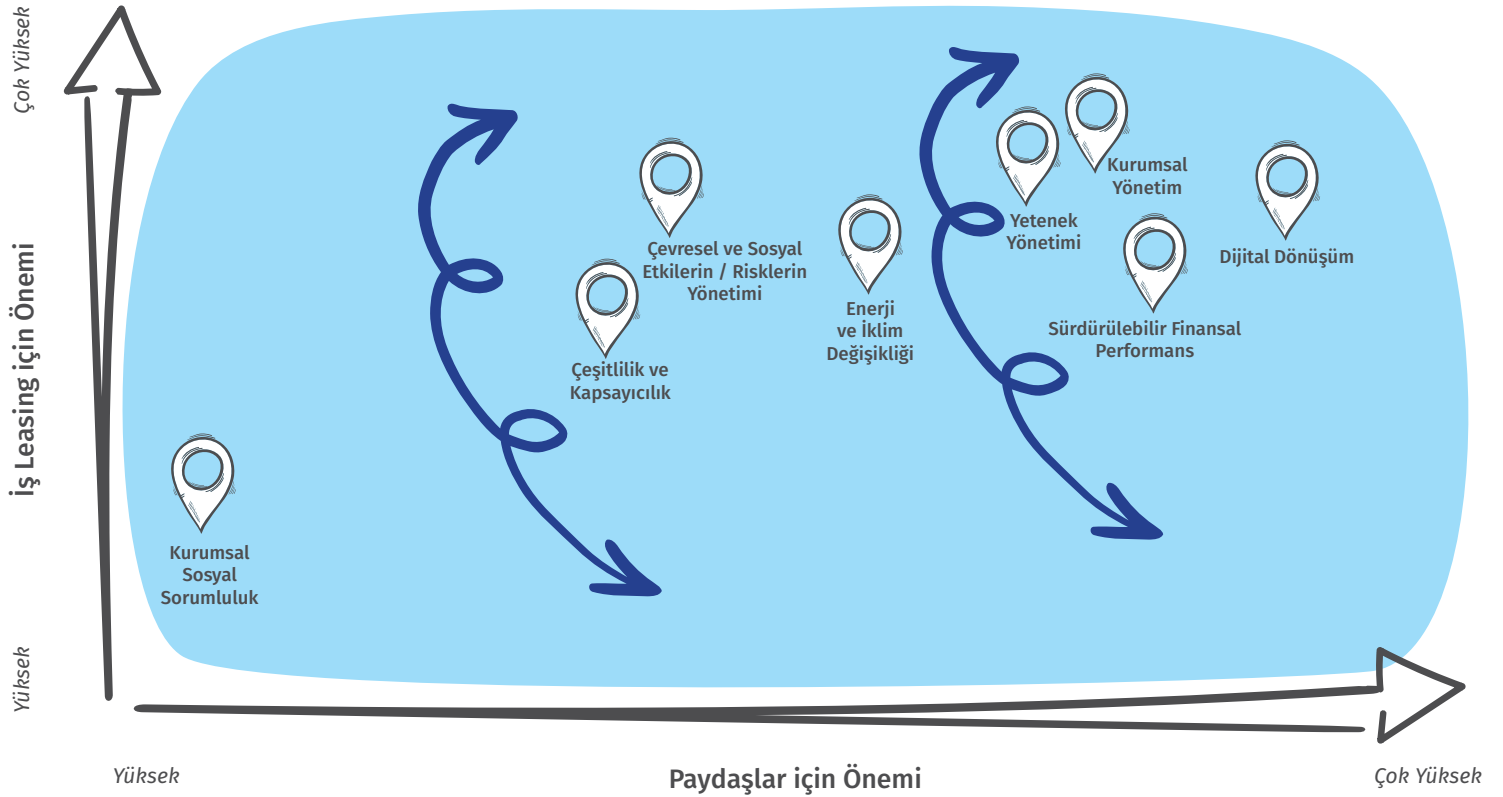 Çok Yüksek
İş Leasing için Önemi
Yüksek
Kurumsal
Yönetim
Yetenek
Yönetimi
Dijital Dönüşüm
Çevresel ve Sosyal
Etkilerin / Risklerin
Yönetimi
Enerji
ve İklim
Değişikliği
Sürdürülebilir Finansal
Performans
Çeşitlilik ve
Kapsayıcılık
Kurumsal
Sosyal
Sorumluluk
Yüksek
Paydaşlar için Önemi
Çok Yüksek